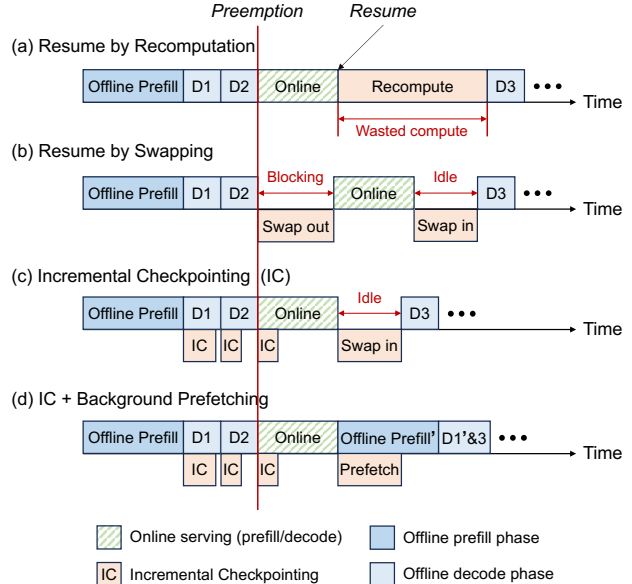 Preemption
Resume
(a) Resume by Recomputation
Offline Prefill D1 D2 Online Recompute D3 •••
Time
Wasted compute
(b) Resume by Swapping
Blocking Idle
Offline Prefill D1 D2 Online D3 •••
Time
Swap out Swap in
(c) Incremental Checkpointing (IC)
Idle
Offline Prefill D1 D2 Online D3 •••
Time
IC IC IC Swap in
(d) IC + Background Prefetching
Offline Prefill D1 D2 Online Offline Prefill’ D1’&3 •••
Time
IC IC IC Prefetch
Online serving (prefill/decode) Offline prefill phase
IC Incremental Checkpointing Offline decode phase